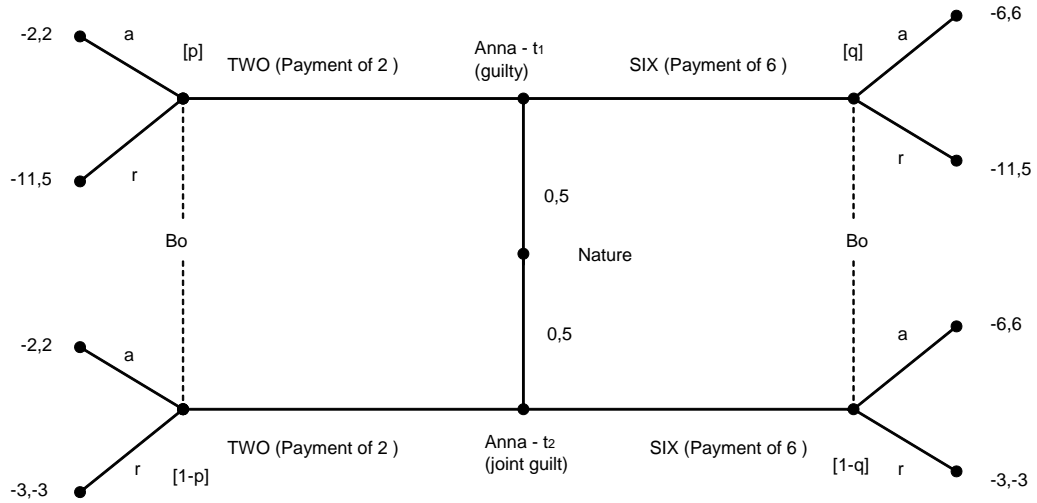 -2,2
a
[p]
TWO (Payment of 2 )
Anna - t1
(guilty)
SIX (Payment of 6 )
[q]
a
-6,6
-11,5
r
r
-11,5
0,5
Bo
Nature
Bo
0,5
-2,2
a
a
-6,6
TWO (Payment of 2 )
Anna - t2
(joint guilt)
SIX (Payment of 6 )
-3,-3
r
[1-p]
[1-q]
r
-3,-3